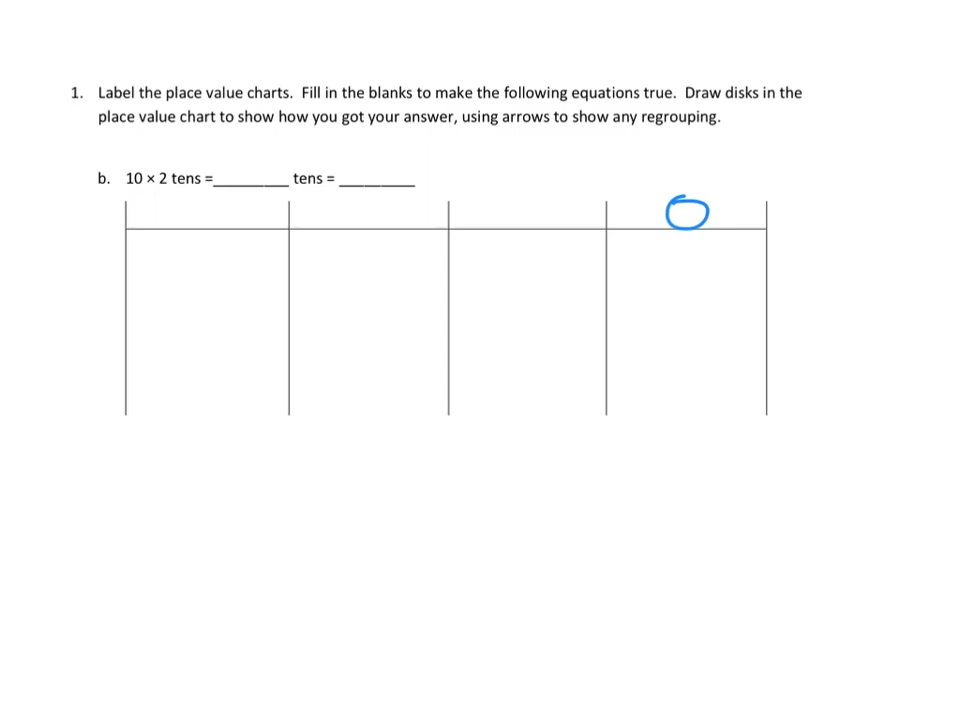 1. Label the place value charts. Fill in the blanks to make the following equations true. Draw disks in the
place value chart to show how you got your answer, using arrows to show any regrouping.
b. 10 × 2 tens =_________ tens = _________
O